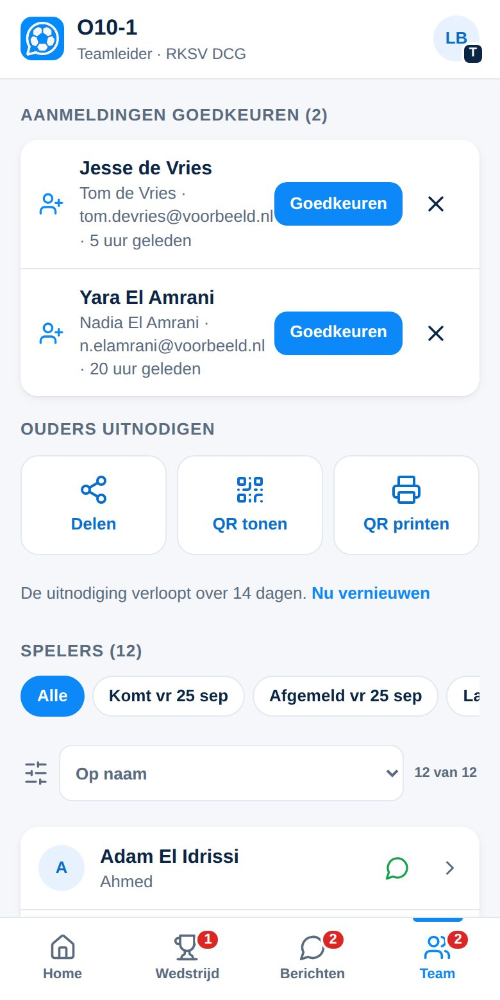 O10-1
Teamleider · RKSV DCG
LB
T
AANMELDINGEN GOEDKEUREN (2)
Jesse de Vries
Tom de Vries ·
tom.devries@voorbeeld.nl
· 5 uur geleden
Goedkeuren
Yara El Amrani
Nadia El Amrani ·
n.elamrani@voorbeeld.nl
· 20 uur geleden
Goedkeuren
OUDERS UITNODIGEN
Delen
QR tonen
QR printen
De uitnodiging verloopt over 14 dagen. Nu vernieuwen
SPELERS (12)
Alle
Komt vr 25 sep
Afgemeld vr 25 sep
La
Op naam
12 van 12
A
Adam El Idrissi
Ahmed
Home
1
Wedstrijd
2
Berichten
2
Team